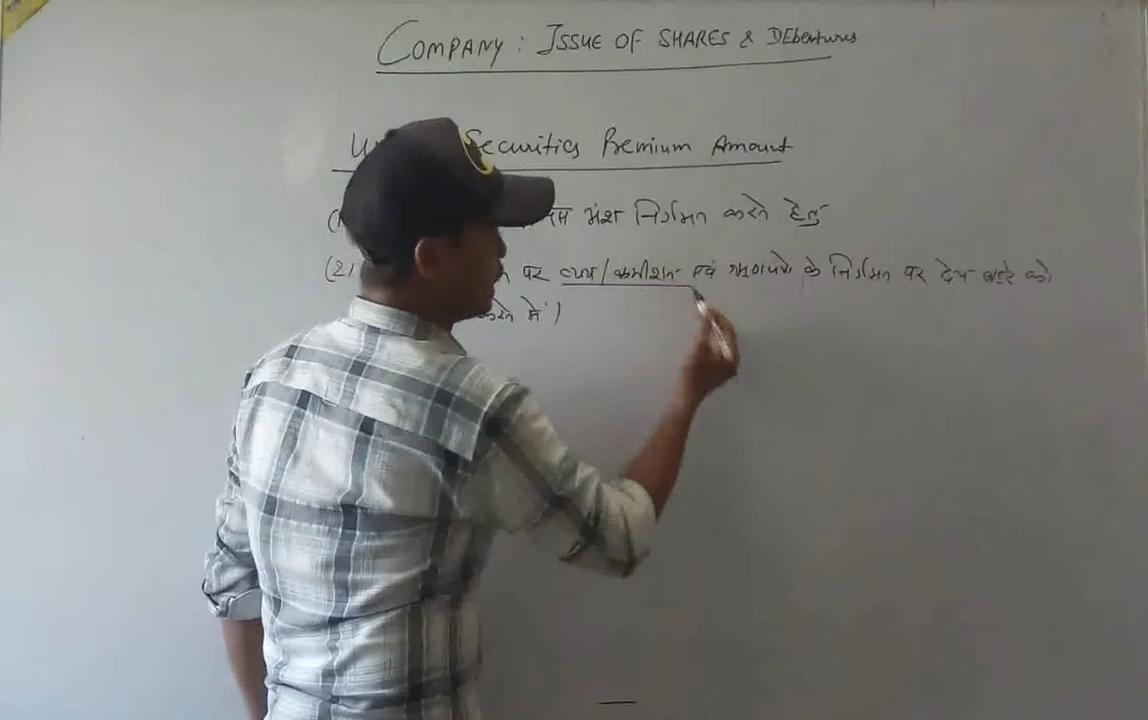 COMPANY: ISSUE OF SHARES & DEbentures
Securities Premium Amount
अंश निर्गमन करने हेतु
(2) पर व्यय/कमीशन एवं ऋणपत्रों के निर्गमन पर देय बट्टे को
करने में।